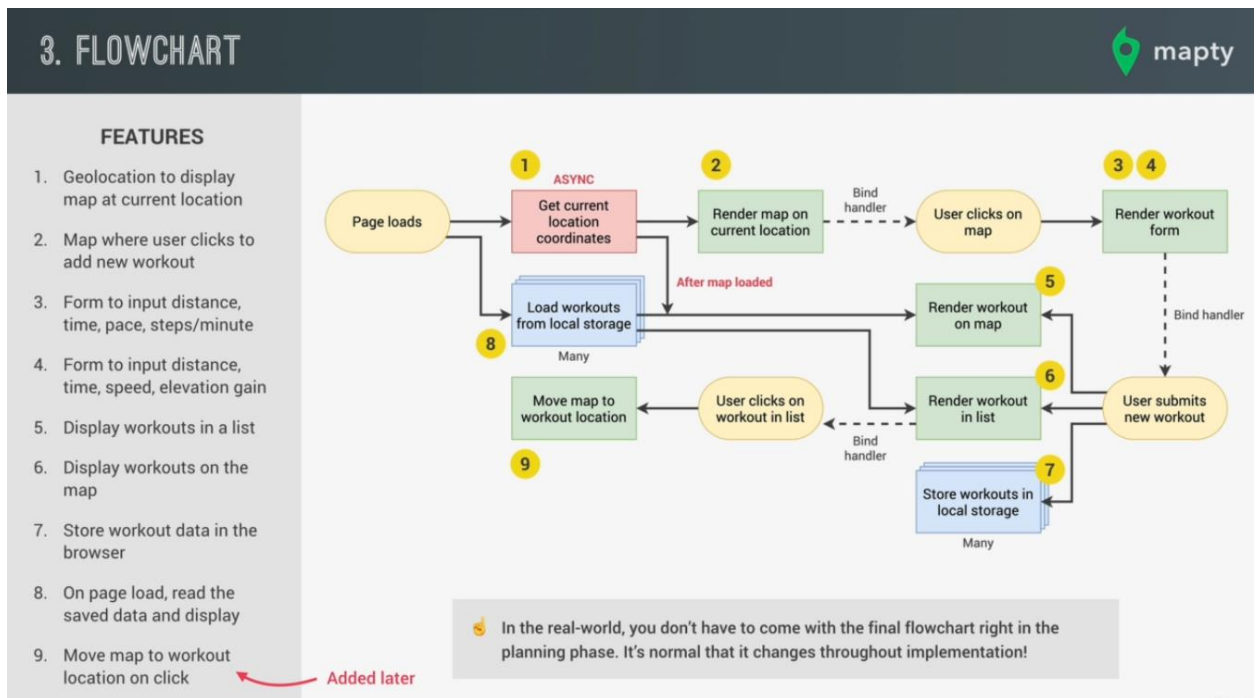 3. FLOWCHART
mapty
FEATURES
1. Geolocation to display
map at current location
2. Map where user clicks to
add new workout
3. Form to input distance,
time, pace, steps/minute
4. Form to input distance,
time, speed, elevation gain
5. Display workouts in a list
6. Display workouts on the
map
7. Store workout data in the
browser
8. On page load, read the
saved data and display
9. Move map to workout
location on click
Added later
1
ASYNC
2
3
4
Page loads
Get current
location
coordinates
Render map on
current location
Bind
handler
User clicks on
map
Render workout
form
After map loaded
Bind handler
Load workouts
from local storage
8
Many
Render workout
on map
5
Move map to
workout location
9
User clicks on
workout in list
Bind
handler
Render workout
in list
6
User submits
new workout
Store workouts in
local storage
7
Many
☝ In the real-world, you don’t have to come with the final flowchart right in the
planning phase. It’s normal that it changes throughout implementation!